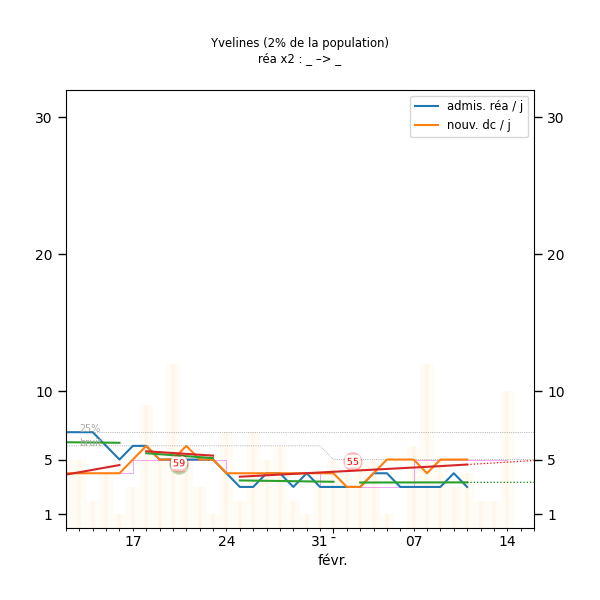 Yvelines (2% de la population)
réa x2 : _ –> _
admis. réa / j
nouv. dc / j
30 30
20 20
10 10
25%
59
55
5 5
1 1
17 24 31 - 07 14
févr.